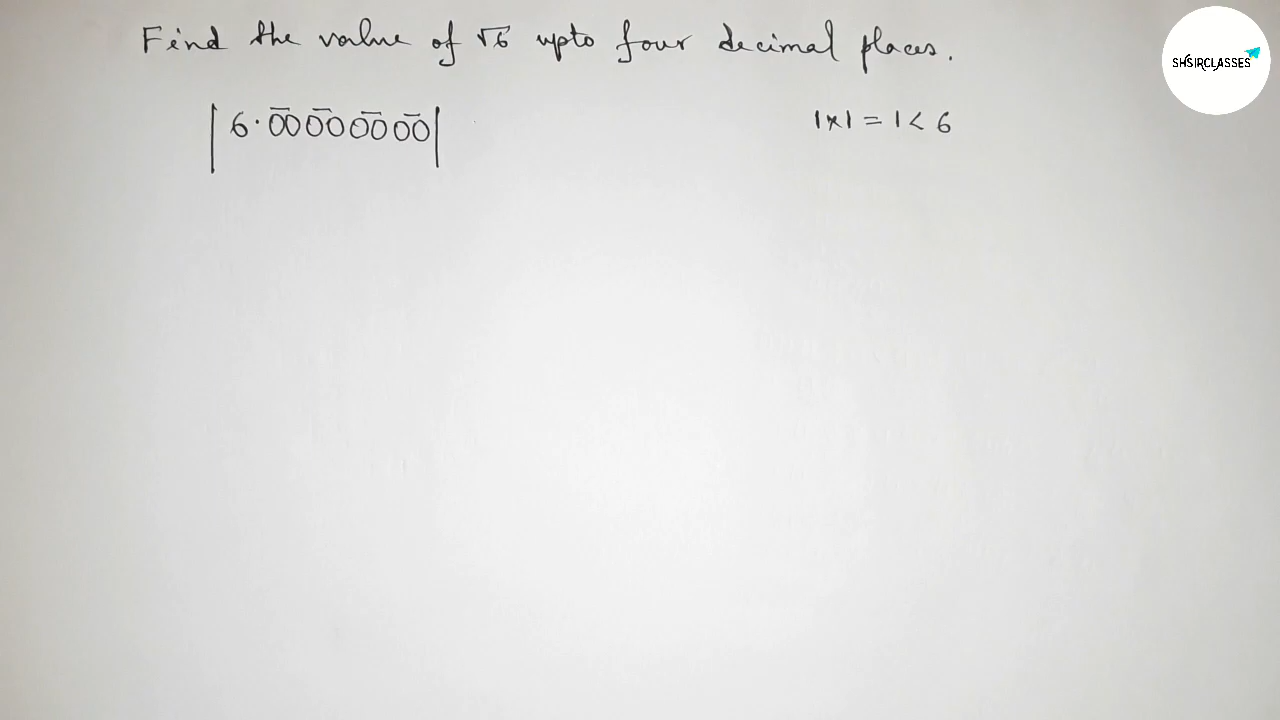 Find the value of √6 upto four decimal places.
SHSIRCLASSES
6.00000000
1×1 = 1 < 6